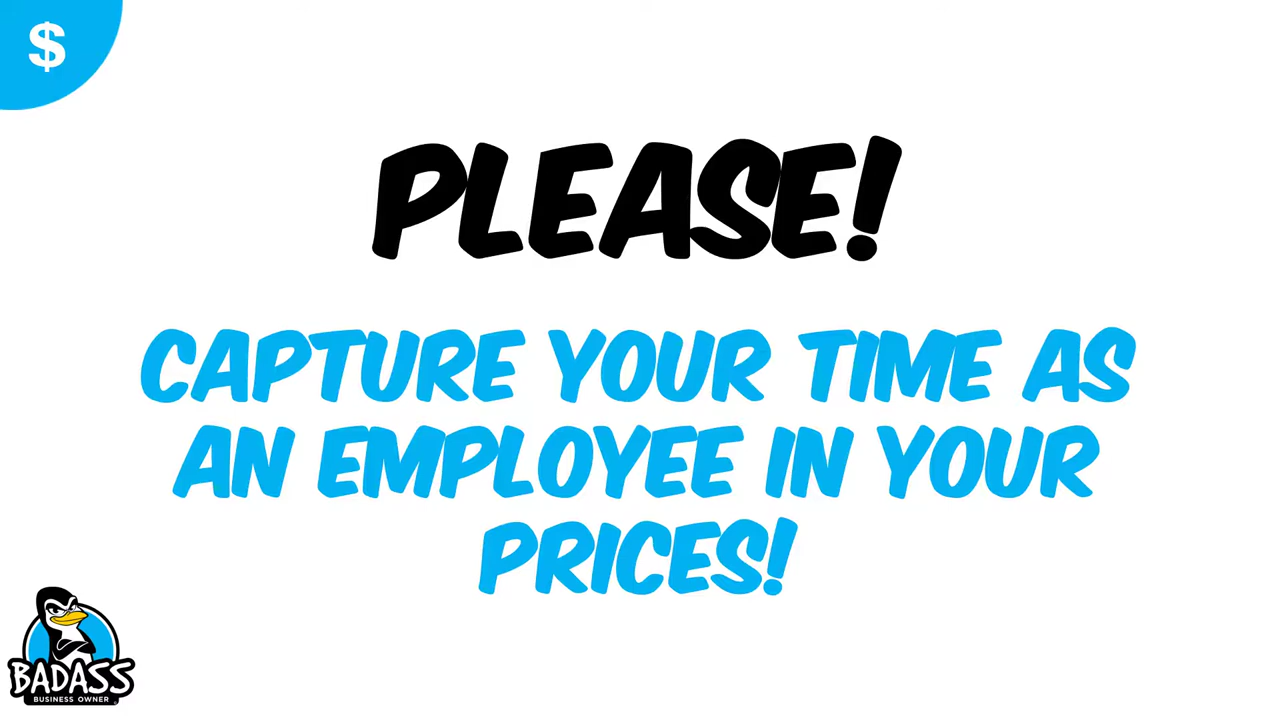 $
PLEASE!
CAPTURE YOUR TIME AS
AN EMPLOYEE IN YOUR
PRICES!
BADASS
BUSINESS OWNER